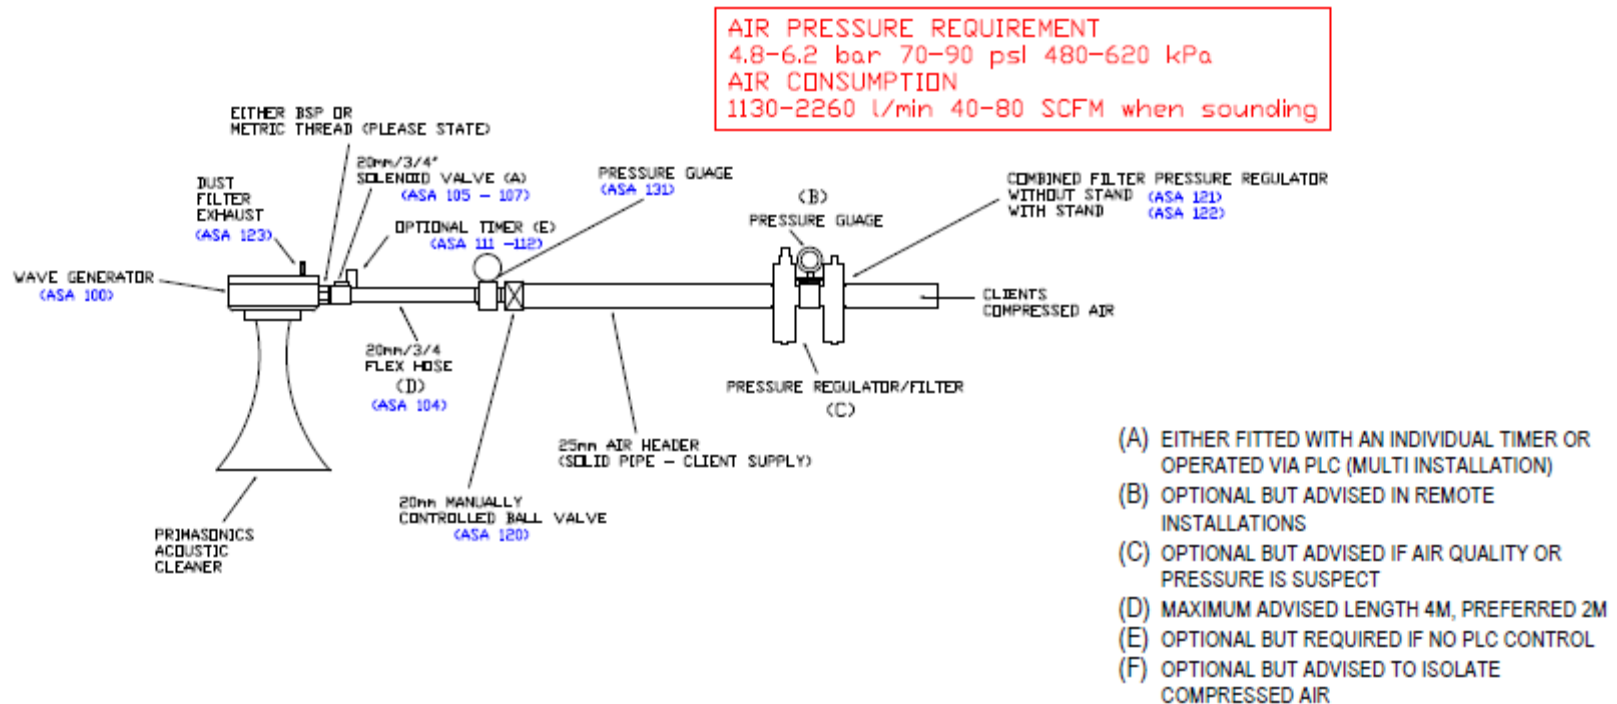 AIR PRESSURE REQUIREMENT
4.8-6.2 bar 70-90 psi 480-620 kPa
AIR CONSUMPTION
1130-2260 l/min 40-80 SCFM when sounding
EITHER BSP OR
METRIC THREAD (PLEASE STATE)
20mm/3/4"
SOLENOID VALVE (A)
(ASA 105 - 107)
PRESSURE GUAGE
(ASA 131)
DUST
FILTER
EXHAUST
(ASA 123)
OPTIONAL TIMER (E)
(ASA 111 -112)
(B)
PRESSURE GUAGE
COMBINED FILTER PRESSURE REGULATOR
WITHOUT STAND (ASA 121)
WITH STAND (ASA 122)
WAVE GENERATOR
(ASA 100)
CLIENTS
COMPRESSED AIR
20mm/3/4
FLEX HOSE
(D)
(ASA 104)
PRESSURE REGULATOR/FILTER
(C)
25mm AIR HEADER
(SOLID PIPE - CLIENT SUPPLY)
20mm MANUALLY
CONTROLLED BALL VALVE
(ASA 120)
PRIMASONICS
ACOUSTIC
CLEANER
(A) EITHER FITTED WITH AN INDIVIDUAL TIMER OR
OPERATED VIA PLC (MULTI INSTALLATION)
(B) OPTIONAL BUT ADVISED IN REMOTE
INSTALLATIONS
(C) OPTIONAL BUT ADVISED IF AIR QUALITY OR
PRESSURE IS SUSPECT
(D) MAXIMUM ADVISED LENGTH 4M, PREFERRED 2M
(E) OPTIONAL BUT REQUIRED IF NO PLC CONTROL
(F) OPTIONAL BUT ADVISED TO ISOLATE
COMPRESSED AIR